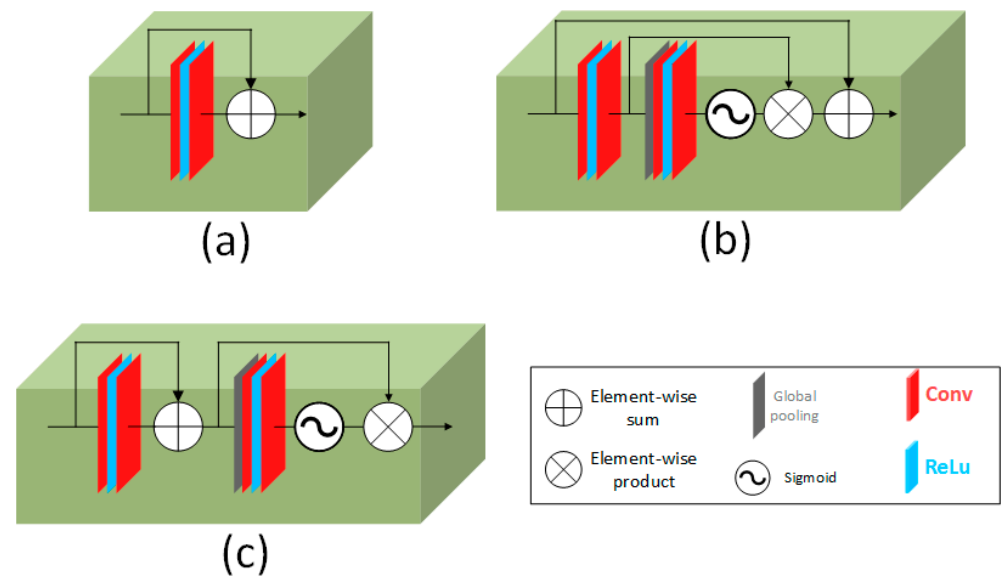 (a)
(b)
(c)
Element-wise
sum
Global
pooling
Conv
Element-wise
product
Sigmoid
ReLu